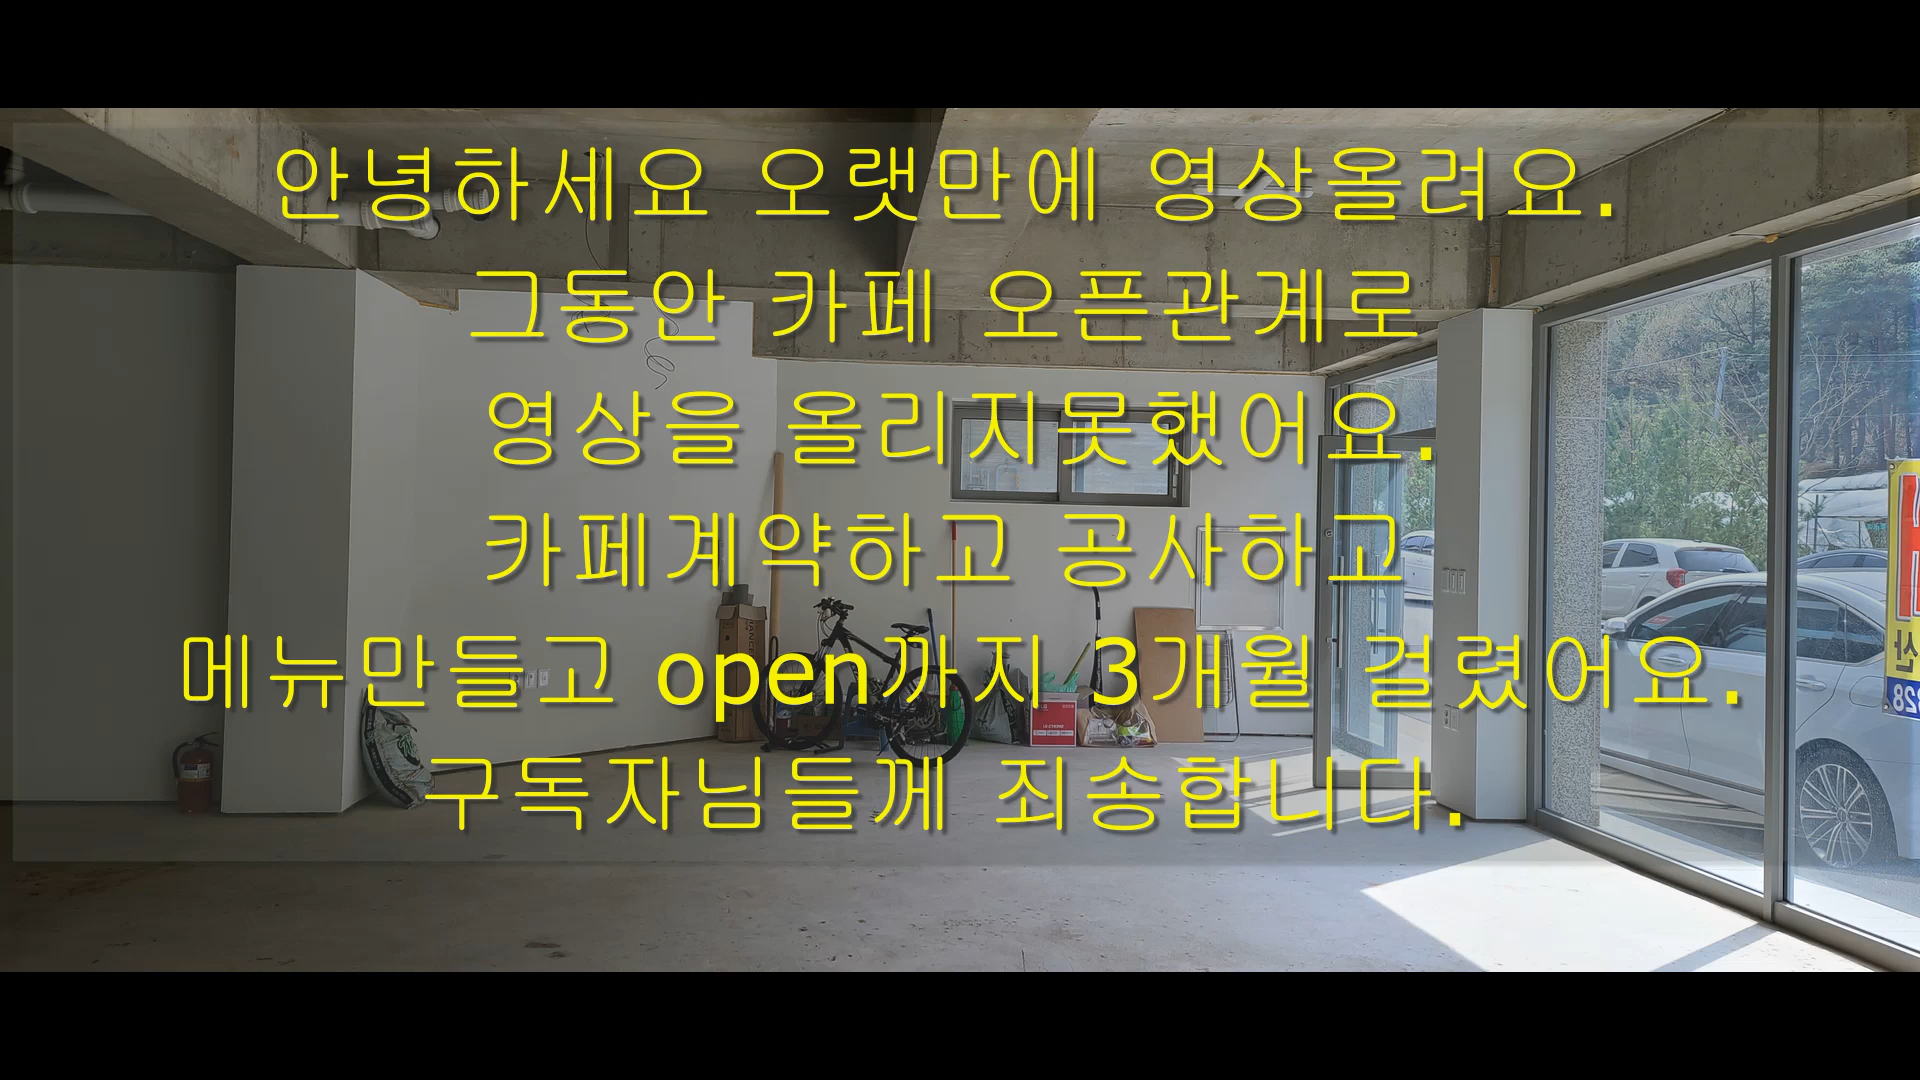 안녕하세요 오랫만에 영상올려요.
그동안 카페 오픈관계로
영상을 올리지못했어요.
카페계약하고 공사하고
메뉴만들고 open까지 3개월 걸렸어요.
구독자님들께 죄송합니다.